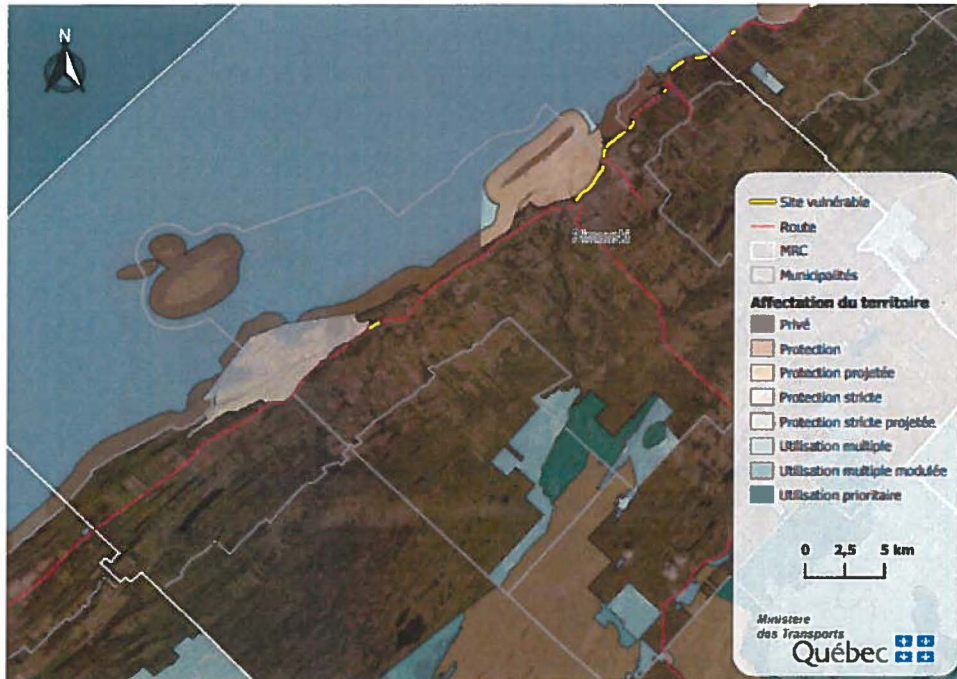 N
Rimouski
Site vulnérable
Route
MRC
Municipalités
Affectation du territoire
Privé
Protection
Protection projetée
Protection stricte
Protection stricte projetée
Utilisation multiple
Utilisation multiple modulée
Utilisation prioritaire
0 2,5 5 km
Ministère
des Transports
Québec